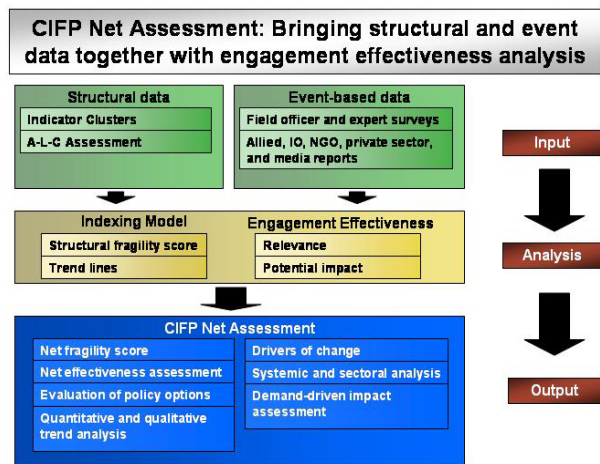 CIFP Net Assessment: Bringing structural and event
data together with engagement effectiveness analysis
Structural data
Indicator Clusters
A-L-C Assessment
Event-based data
Field officer and expert surveys
Allied, IO, NGO, private sector,
and media reports
Input
Indexing Model
Structural fragility score
Trend lines
Engagement Effectiveness
Relevance
Potential impact
Analysis
CIFP Net Assessment
Net fragility score
Net effectiveness assessment
Evaluation of policy options
Quantitative and qualitative
trend analysis
Drivers of change
Systemic and sectoral analysis
Demand-driven impact
assessment
Output